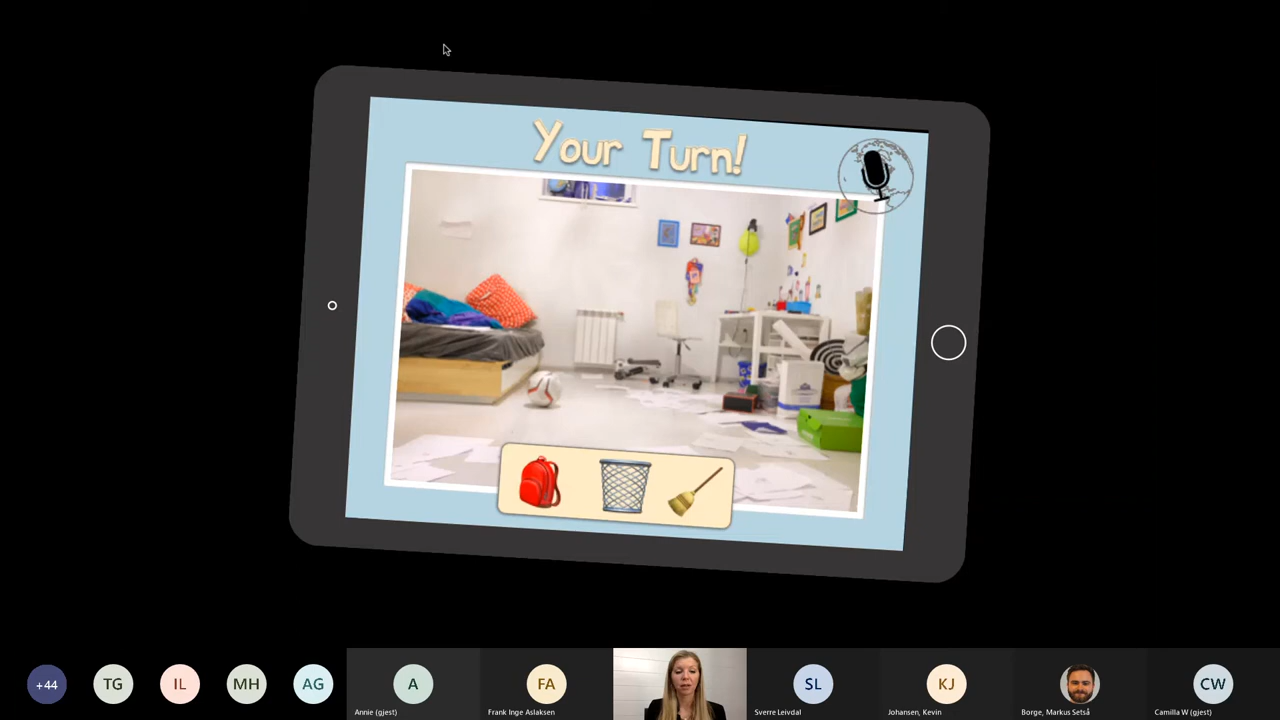 Your Turn!
+44
TG
IL
MH
AG
A
FA
SL
KJ
CW
Annie (gjest)
Frank Inge Aslaksen
Sverre Leivdal
Johansen, Kevin
Borge, Markus Setså
Camilla W (gjest)